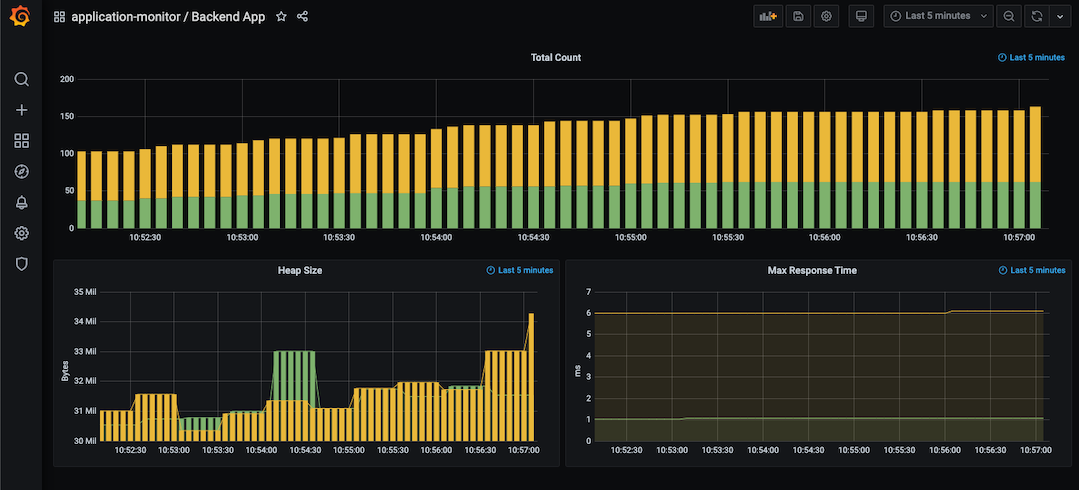 application-monitor / Backend App
Last 5 minutes
Total Count
Last 5 minutes
200
150
100
50
0
10:52:30 10:53:00 10:53:30 10:54:00 10:54:30 10:55:00 10:55:30 10:56:00 10:56:30 10:57:00
Heap Size
Last 5 minutes
Bytes
35 Mil
34 Mil
33 Mil
32 Mil
31 Mil
30 Mil
10:52:30 10:53:00 10:53:30 10:54:00 10:54:30 10:55:00 10:55:30 10:56:00 10:56:30 10:57:00
Max Response Time
Last 5 minutes
ms
7
6
5
4
3
2
1
0
10:52:30 10:53:00 10:53:30 10:54:00 10:54:30 10:55:00 10:55:30 10:56:00 10:56:30 10:57:00